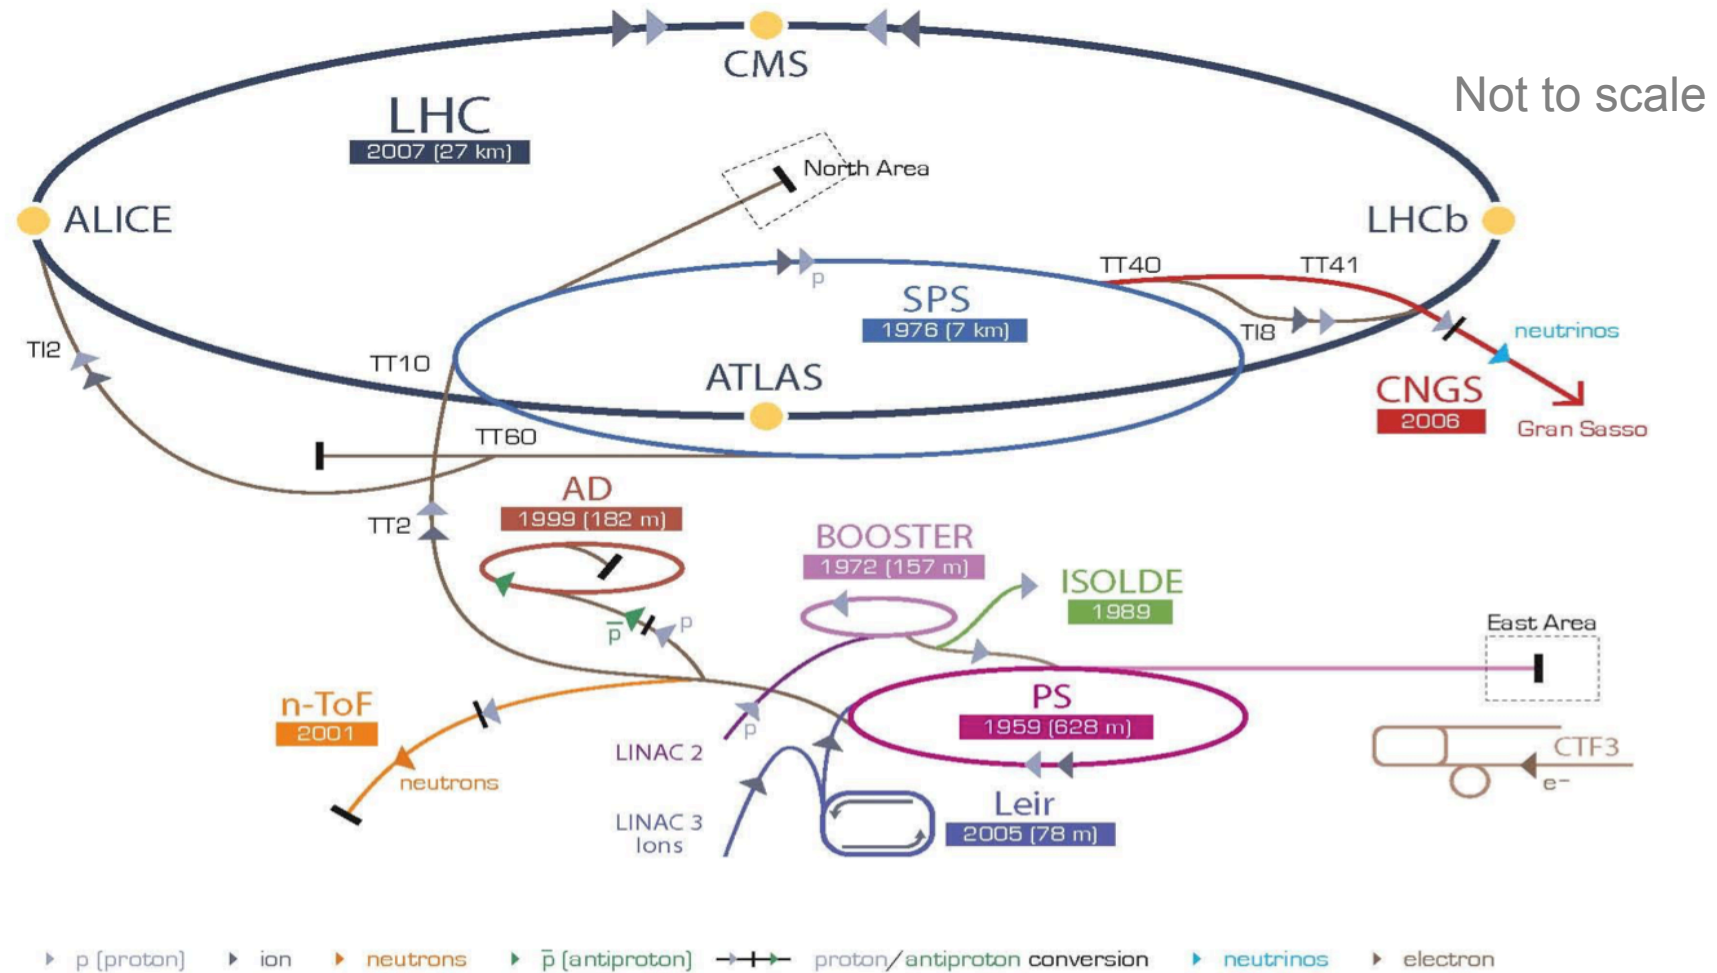 CMS
Not to scale
LHC
2007 (27 km)
North Area
ALICE
LHCb
p
TT40
TT41
SPS
1976 (7 km)
TI8
neutrinos
TI2
TT10
ATLAS
CNGS
2006
Gran Sasso
TT60
AD
1999 (182 m)
TT2
BOOSTER
1972 (157 m)
ISOLDE
1989
p̅
p
East Area
n-ToF
2001
PS
1959 (628 m)
p
LINAC 2
CTF3
neutrons
e-
Leir
2005 (78 m)
LINAC 3
Ions
p (proton)
ion
neutrons
p̅ (antiproton)
proton/antiproton conversion
neutrinos
electron